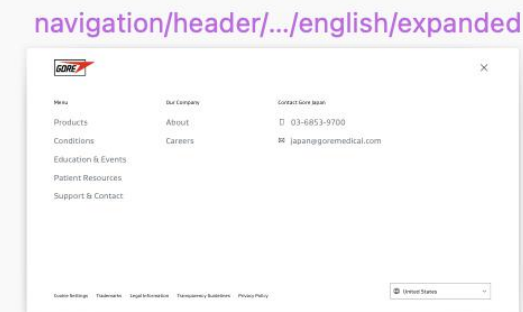 navigation/header/.../english/expanded
GORE
Menu
Products
Conditions
Education & Events
Patient Resources
Support & Contact
Our Company
About
Careers
Contact Gore Japan
03-6853-9700
japan@goremedical.com
Cookie Settings Trademarks Legal Information Transparency Guidelines Privacy Policy
United States